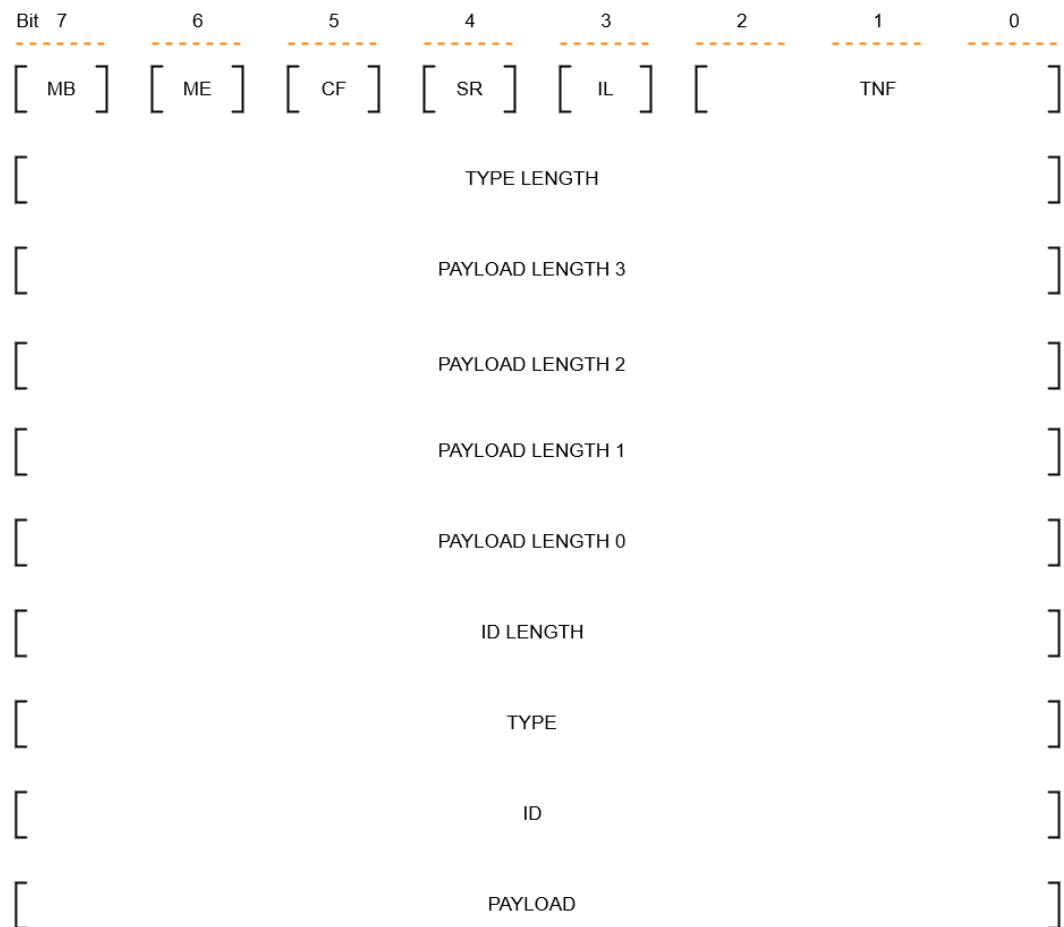 Bit 7 6 5 4 3 2 1 0
MB ME CF SR IL TNF
TYPE LENGTH
PAYLOAD LENGTH 3
PAYLOAD LENGTH 2
PAYLOAD LENGTH 1
PAYLOAD LENGTH 0
ID LENGTH
TYPE
ID
PAYLOAD